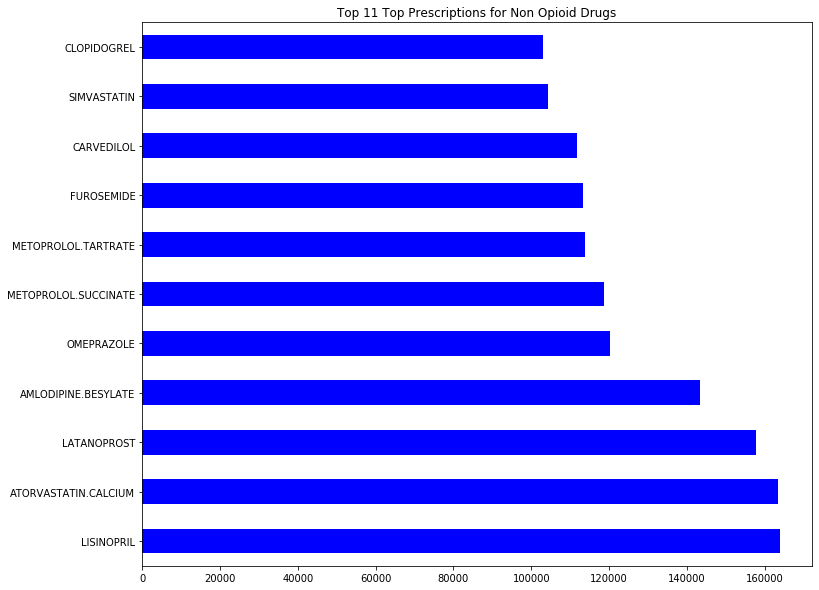 Top 11 Top Prescriptions for Non Opioid Drugs
CLOPIDOGREL
SIMVASTATIN
CARVEDILOL
FUROSEMIDE
METOPROLOL.TARTRATE
METOPROLOL.SUCCINATE
OMEPRAZOLE
AMLODIPINE.BESYLATE
LATANOPROST
ATORVASTATIN.CALCIUM
LISINOPRIL
0 20000 40000 60000 80000 100000 120000 140000 160000